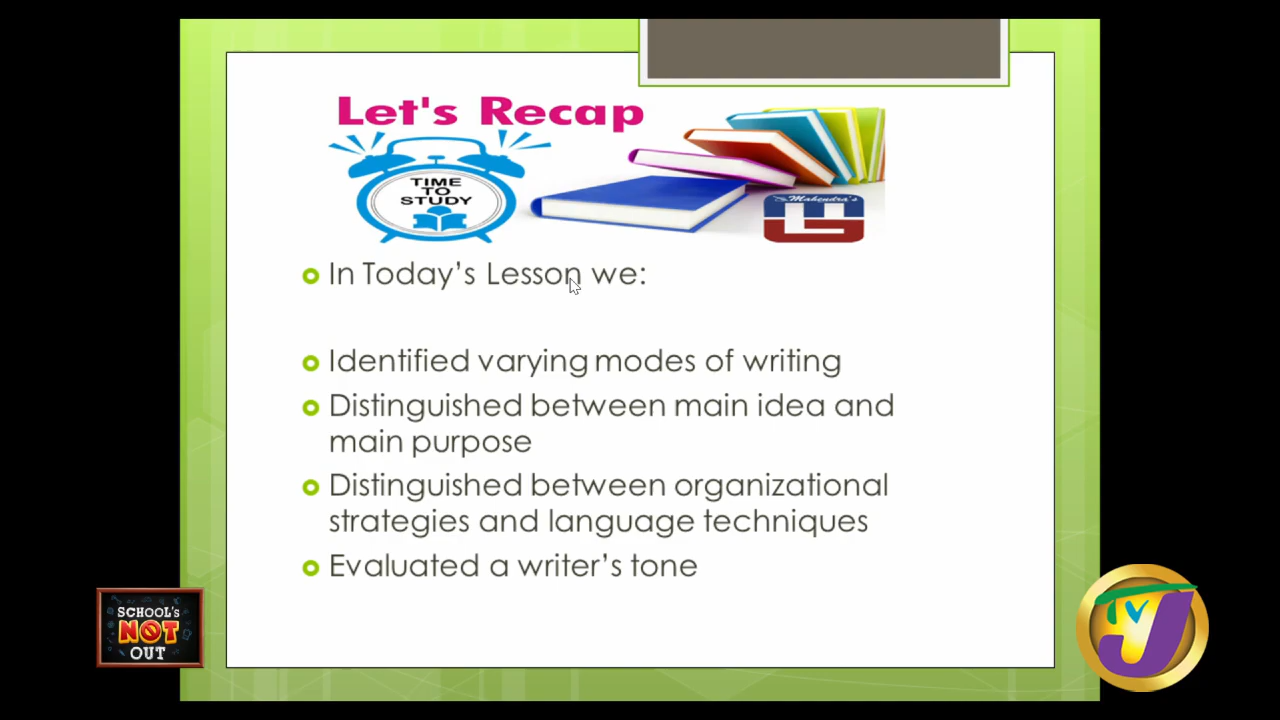 Let's Recap
TIME
TO
STUDY
Mahendra's
In Today's Lesson we:
Identified varying modes of writing
Distinguished between main idea and
main purpose
Distinguished between organizational
strategies and language techniques
Evaluated a writer's tone
SCHOOL'S
NOT
OUT
TVJ